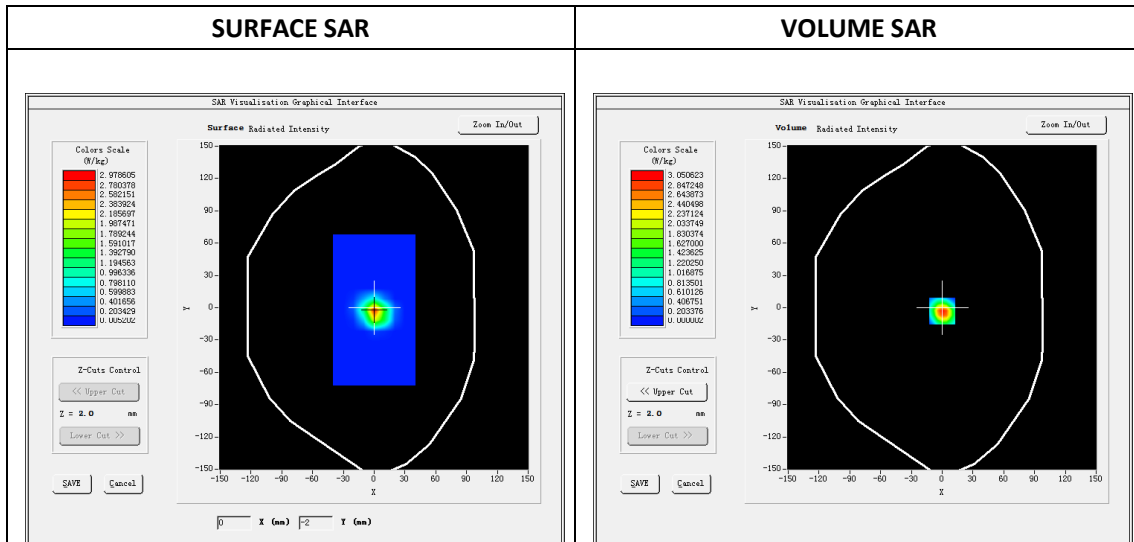 SURFACE SAR
VOLUME SAR
SAR Visualisation Graphical Interface
Surface Radiated Intensity
Zoom In/Out
Colors Scale
(W/kg)
2.978605
2.780378
2.582151
2.383924
2.185697
1.987471
1.789244
1.591017
1.392790
1.194563
0.996336
0.798110
0.599883
0.401656
0.203429
0.005202
Z-Cuts Control
<< Upper Cut
Z = 2.0 mm
Lower Cut >>
SAVE
Cancel
150
90
60
30
0
-30
-60
-90
-120
-150
Y
-150 -120 -90 -60 -30 0 30 60 90 120 150
X
0 X (mm) -2 Y (mm)
SAR Visualisation Graphical Interface
Volume Radiated Intensity
Zoom In/Out
Colors Scale
(W/kg)
3.050623
2.847248
2.643873
2.440498
2.237124
2.033749
1.830374
1.627000
1.423625
1.220250
1.016875
0.813501
0.610126
0.406751
0.203376
0.000002
Z-Cuts Control
<< Upper Cut
Z = 2.0 mm
Lower Cut >>
SAVE
Cancel
150
90
60
30
0
-30
-60
-90
-120
-150
Y
-150 -120 -90 -60 -30 0 30 60 90 120 150
X